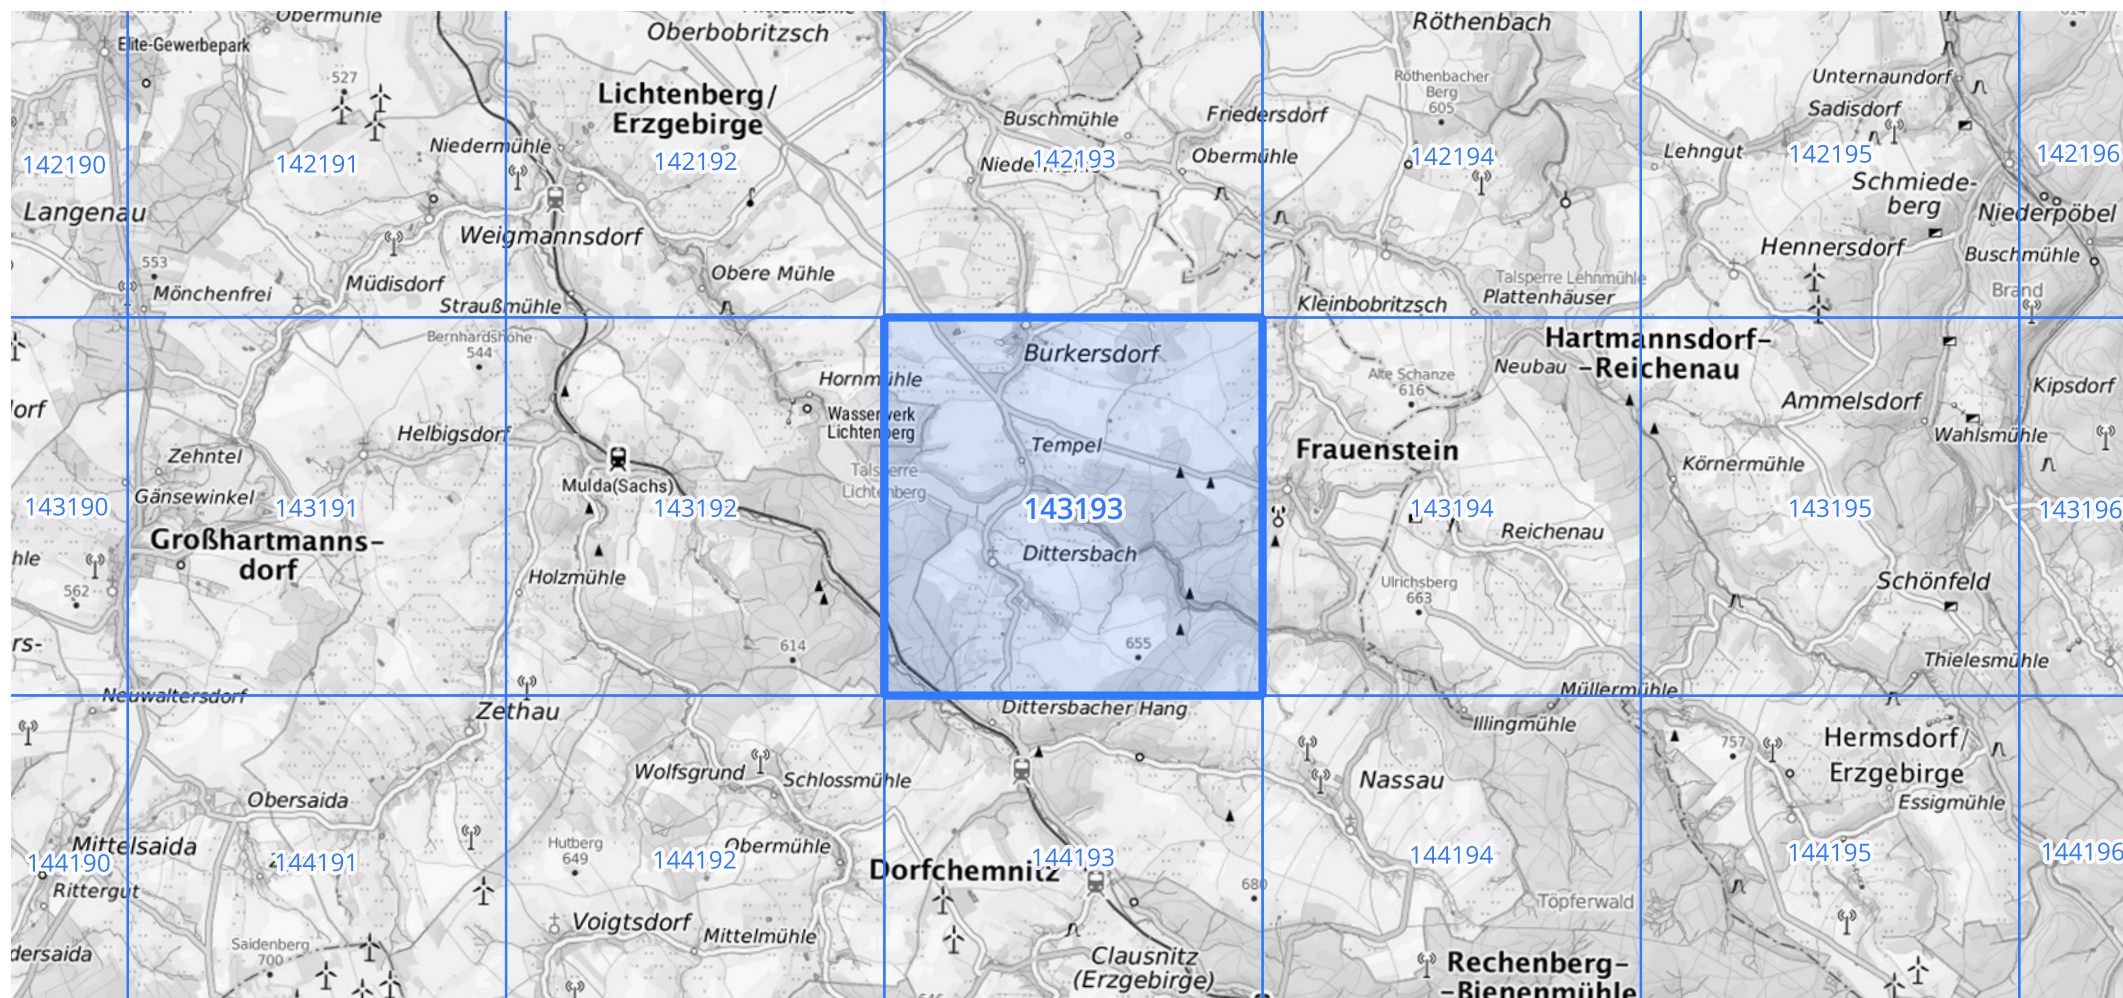 Obermühle
Oberbobritzsch
Röthenbach
Elite-Gewerbepark
527
Röthenbacher
Berg
605
Unternaundorf
Lichtenberg/
Erzgebirge
Buschmühle
Friedersdorf
Sadisdorf
Niedermühle
142190
142191
142192
142193
Obermühle
142194
Lehngut
142195
142196
Langenau
Weigmannsdorf
Schmiede-
berg
Niederpöbel
Hennersdorf
Buschmühle
553
Mönchenfrei
Müdisdorf
Straußmühle
Obere Mühle
Talsperre Lehnmühle
Plattenhäuser
Kleinbobritzsch
Brand
Bernhardshöhe
544
Burkersdorf
Hartmannsdorf-
-Reichenau
Hornmühle
Alte Schanze
616
Neubau
Kipsdorf
Ammelsdorf
Wasserwerk
Lichtenberg
Helbigsdorf
Tempel
Frauenstein
Wahlsmühle
Zehntel
Körnermühle
Talsperre
Lichtenberg
Mulda(Sachs)
Gänsewinkel
143190
143191
143192
143193
143194
143195
143196
Reichenau
Großhartmanns-
dorf
Dittersbach
562
Holzmühle
Ulrichsberg
663
Schönfeld
614
655
Thielesmühle
Neuwaltersdorf
Müllermühle
Zethau
Dittersbacher Hang
Illingmühle
757
Hermsdorf/
Erzgebirge
Wolfsgrund
Schlossmühle
Nassau
Obersaida
Essigmühle
Mittelsaida
Hutberg
649
Obermühle
144190
144191
144192
144193
144194
144195
144196
Dorfchemnitz
Rittergut
680
Töpferwald
Voigtsdorf
Mittelmühle
Saidenberg
700
dersaida
Clausnitz
(Erzgebirge)
Rechenberg-
-Bienenmühle